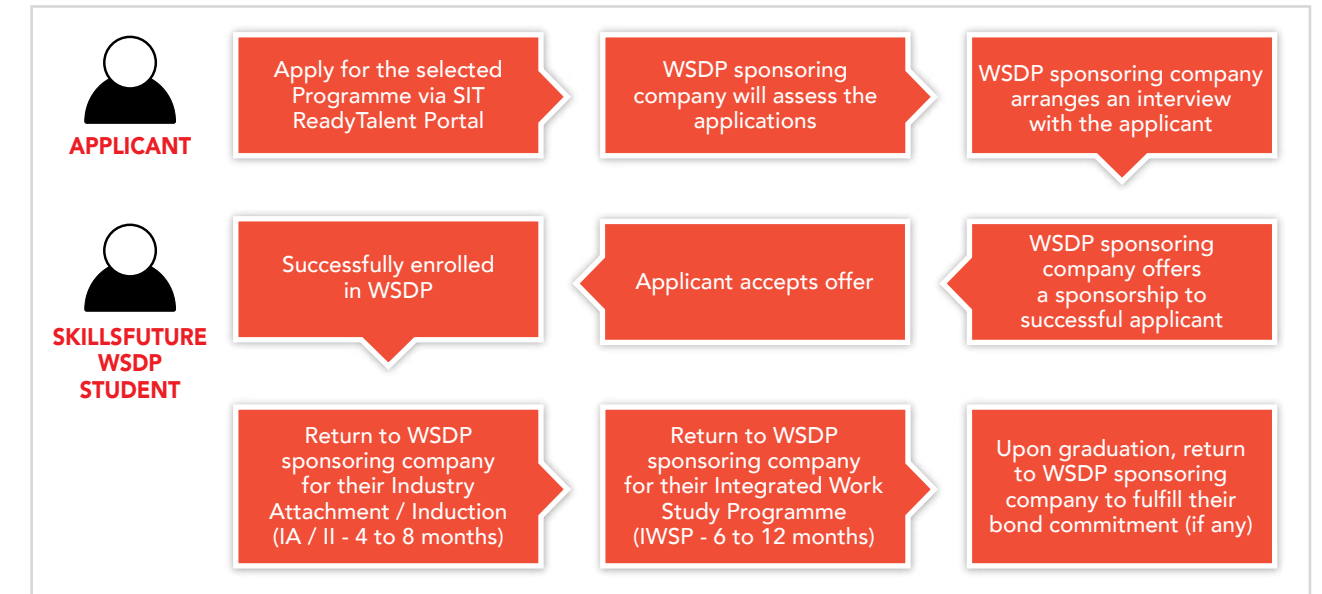 APPLICANT
Apply for the selected
Programme via SIT
ReadyTalent Portal
WSDP sponsoring
company will assess the
applications
WSDP sponsoring company
arranges an interview
with the applicant
WSDP sponsoring
company offers
a sponsorship to
successful applicant
Applicant accepts offer
Successfully enrolled
in WSDP
SKILLSFUTURE
WSDP
STUDENT
Return to WSDP
sponsoring company
for their Industry
Attachment / Induction
(IA / II - 4 to 8 months)
Return to WSDP
sponsoring company
for their Integrated Work
Study Programme
(IWSP - 6 to 12 months)
Upon graduation, return
to WSDP sponsoring
company to fulfill their
bond commitment (if any)